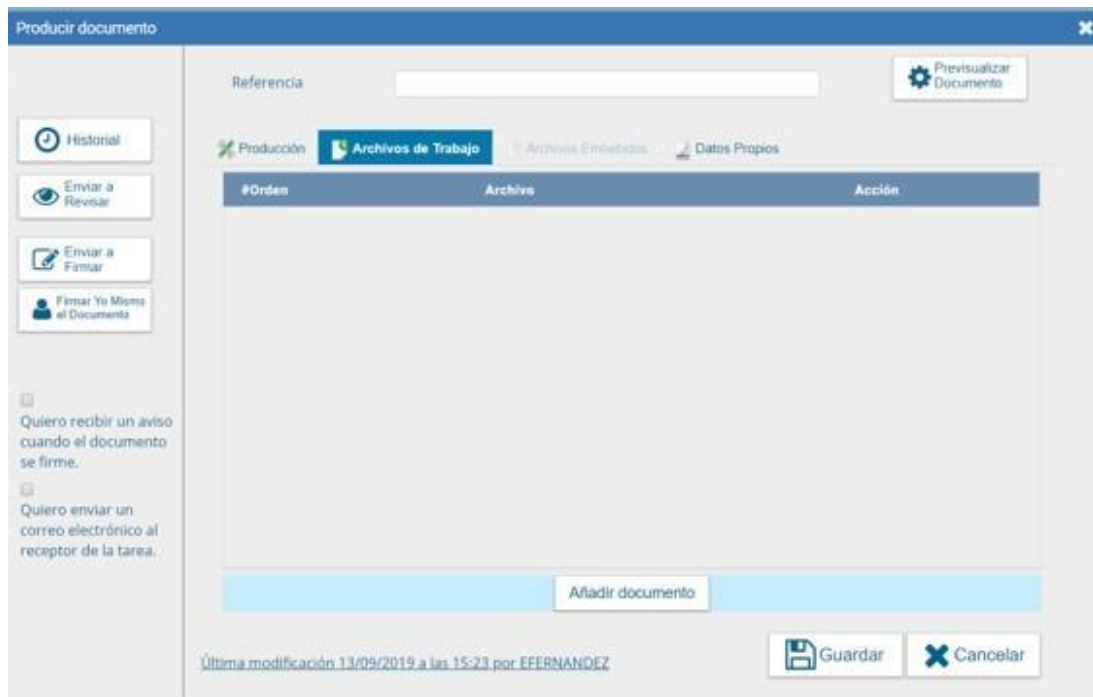 Producir documento
Referencia
Previsualizar
Documento
Historial
Producción
Archivos de Trabajo
Archivos Embebidos
Datos Propios
Enviar a
Revisar
#Orden
Archivo
Acción
Enviar a
Firmar
Firmar Yo Mismo
el Documento
Quiero recibir un aviso
cuando el documento
se firme.
Quiero enviar un
correo electrónico al
receptor de la tarea.
Añadir documento
Última modificación 13/09/2019 a las 15:23 por EFERNANDEZ
Guardar
Cancelar